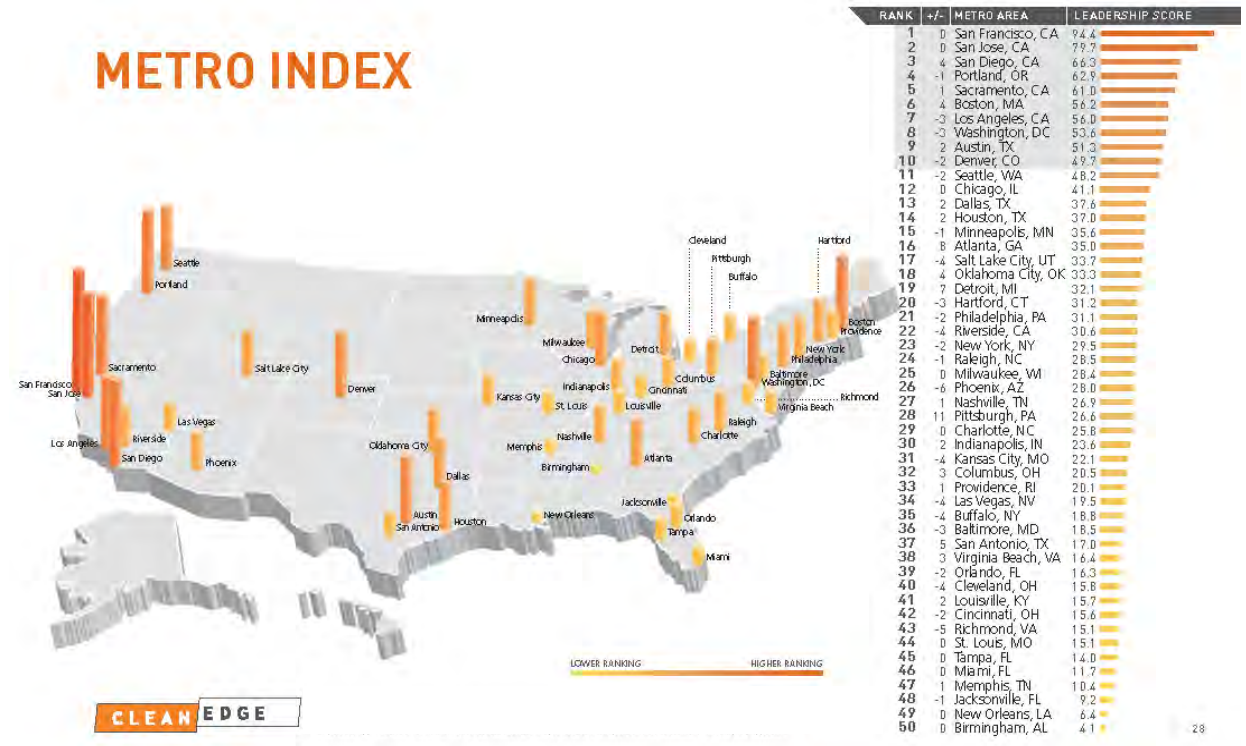 METRO INDEX
RANK +/- METRO AREA LEADERSHIP SCORE
1 0 San Francisco, CA 94.4
2 0 San Jose, CA 79.7
3 4 San Diego, CA 66.3
4 -1 Portland, OR 62.9
5 1 Sacramento, CA 61.0
6 4 Boston, MA 56.2
7 -3 Los Angeles, CA 56.0
8 -3 Washington, DC 53.6
9 2 Austin, TX 51.3
10 -2 Denver, CO 49.7
11 -2 Seattle, WA 48.2
12 0 Chicago, IL 41.1
13 2 Dallas, TX 37.6
14 2 Houston, TX 37.0
15 -1 Minneapolis, MN 35.6
16 8 Atlanta, GA 35.0
17 -4 Salt Lake City, UT 33.7
18 4 Oklahoma City, OK 33.3
19 7 Detroit, MI 32.1
20 -3 Hartford, CT 31.2
21 -2 Philadelphia, PA 31.1
22 -4 Riverside, CA 30.6
23 -2 New York, NY 29.5
24 -1 Raleigh, NC 28.5
25 0 Milwaukee, WI 28.4
26 -6 Phoenix, AZ 28.0
27 1 Nashville, TN 26.9
28 11 Pittsburgh, PA 26.6
29 0 Charlotte, NC 25.8
30 2 Indianapolis, IN 23.6
31 -4 Kansas City, MO 22.1
32 3 Columbus, OH 20.5
33 1 Providence, RI 20.1
34 -4 Las Vegas, NV 19.5
35 -4 Buffalo, NY 18.8
36 -3 Baltimore, MD 18.5
37 5 San Antonio, TX 17.0
38 3 Virginia Beach, VA 16.4
39 -2 Orlando, FL 16.3
40 -4 Cleveland, OH 15.8
41 2 Louisville, KY 15.7
42 -2 Cincinnati, OH 15.6
43 -5 Richmond, VA 15.1
44 0 St. Louis, MO 15.1
45 0 Tampa, FL 14.0
46 0 Miami, FL 11.7
47 1 Memphis, TN 10.4
48 -1 Jacksonville, FL 9.2
49 0 New Orleans, LA 6.4
50 0 Birmingham, AL 4.1
Cleveland
Hartford
Pittsburgh
Buffalo
Seattle
Portland
Minneapolis
Boston
Providence
Milwaukee
Detroit
New York
Chicago
Philadelphia
Sacramento
Salt Lake City
Baltimore
Columbus
Washington, DC
San Francisco
San Jose
Denver
Indianapolis
Cincinnati
Kansas City
Richmond
St. Louis
Louisville
Virginia Beach
Las Vegas
Raleigh
Riverside
Los Angeles
Nashville
Charlotte
Oklahoma City
Memphis
San Diego
Phoenix
Atlanta
Birmingham
Dallas
Jacksonville
Austin
New Orleans
Orlando
Houston
San Antonio
Tampa
Miami
LOWER RANKING HIGHER RANKING
CLEAN EDGE
28